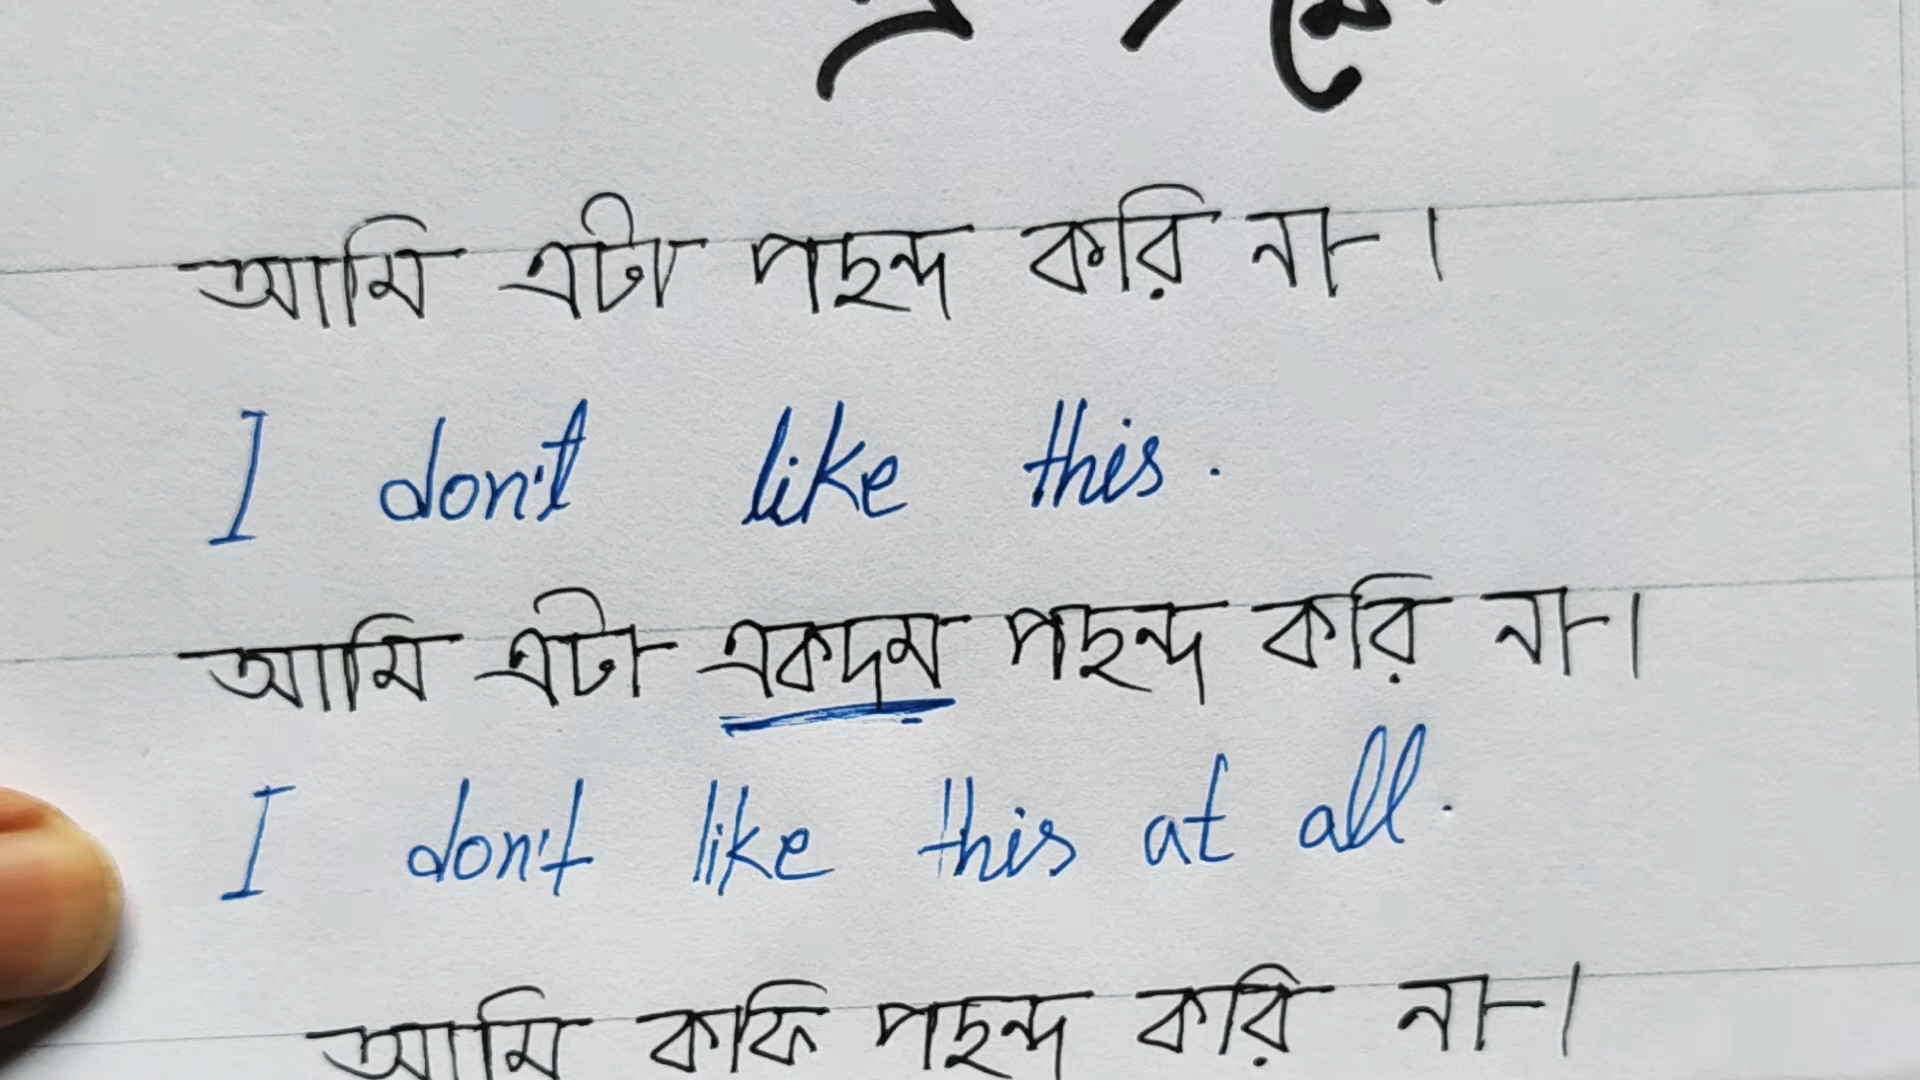 আমি এটা পছন্দ করি না।
I don't like this.
আমি এটা একদম পছন্দ করি না।
I don't like this at all.
আমি কফি পছন্দ করি না।